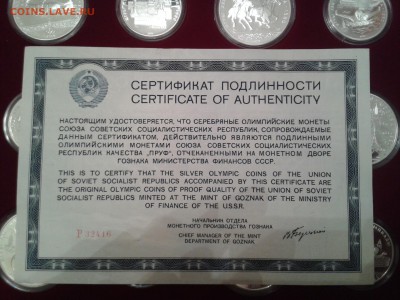 COINS.LAVE.RU
СЕРТИФИКАТ ПОДЛИННОСТИ
CERTIFICATE OF AUTHENTICITY
НАСТОЯЩИМ УДОСТОВЕРЯЕТСЯ, ЧТО СЕРЕБРЯНЫЕ ОЛИМПИЙСКИЕ МОНЕТЫ
СОЮЗА СОВЕТСКИХ СОЦИАЛИСТИЧЕСКИХ РЕСПУБЛИК, СОПРОВОЖДАЕМЫЕ
ДАННЫМ СЕРТИФИКАТОМ, ДЕЙСТВИТЕЛЬНО ЯВЛЯЮТСЯ ПОДЛИННЫМИ
ОЛИМПИЙСКИМИ МОНЕТАМИ СОЮЗА СОВЕТСКИХ СОЦИАЛИСТИЧЕСКИХ
РЕСПУБЛИК КАЧЕСТВА „ПРУФ“, ОТЧЕКАНЕННЫМИ НА МОНЕТНОМ ДВОРЕ
ГОЗНАКА МИНИСТЕРСТВА ФИНАНСОВ СССР.
THIS IS TO CERTIFY THAT THE SILVER OLYMPIC COINS OF THE UNION
OF SOVIET SOCIALIST REPUBLICS ACCOMPANIED BY THIS CERTIFICATE ARE
THE ORIGINAL OLYMPIC COINS OF PROOF QUALITY OF THE UNION OF SOVIET
SOCIALIST REPUBLICS MINTED AT THE MINT OF GOZNAK OF THE MINISTRY
OF FINANCE OF THE USSR.
НАЧАЛЬНИК ОТДЕЛА
МОНЕТНОГО ПРОИЗВОДСТВА ГОЗНАКА
CHIEF MANAGER OF THE MINT
DEPARTMENT OF GOZNAK